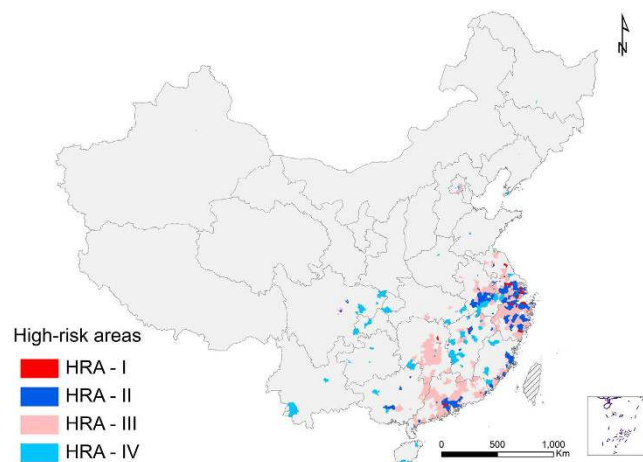 N
High-risk areas
HRA - I
HRA - II
HRA - III
HRA - IV
0 500 1,000
Km